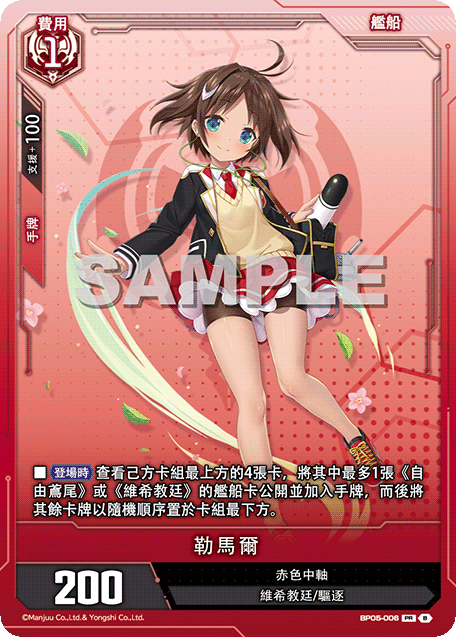 費用
1
艦船
支援+100
手牌
SAMPLE
■ 登場時 查看己方卡組最上方的4張卡，將其中最多1張《自
由鳶尾》或《維希教廷》的艦船卡公開並加入手牌，而後將
其餘卡牌以隨機順序置於卡組最下方。
勒馬爾
200
赤色中軸
維希教廷/驅逐
©Manjuu Co.,Ltd.& Yongshi Co.,Ltd.
BP05-006 PR B